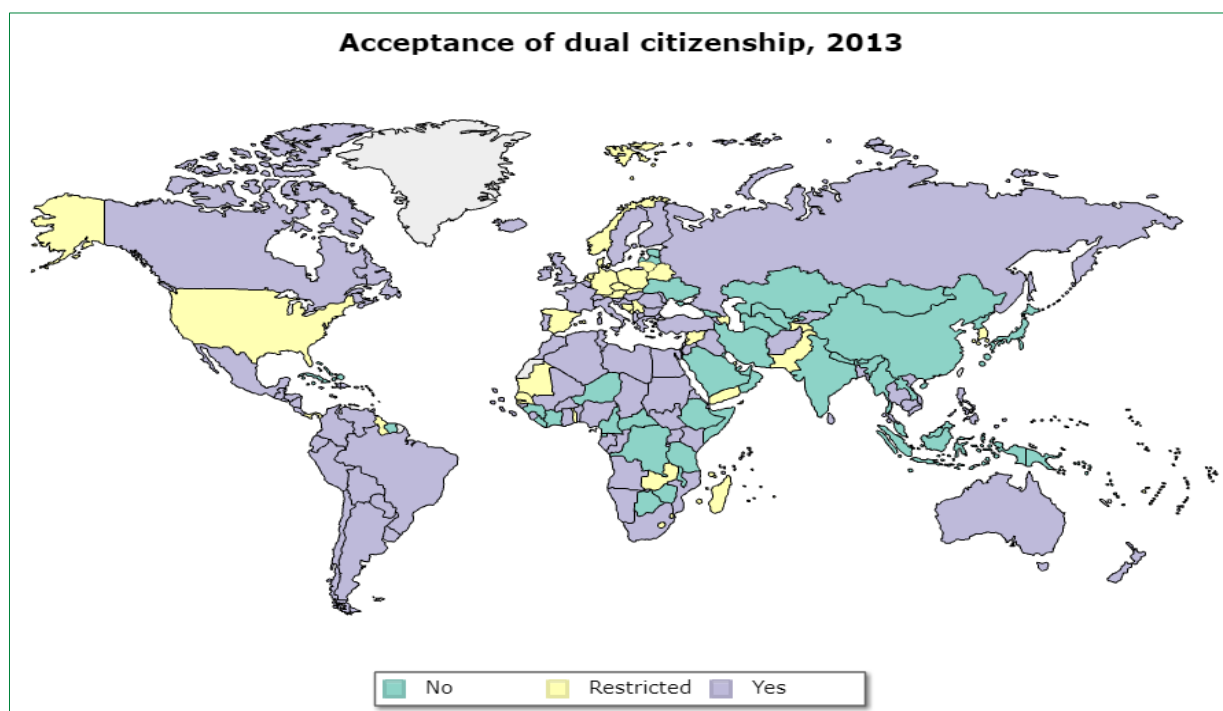 Acceptance of dual citizenship, 2013
No Restricted Yes